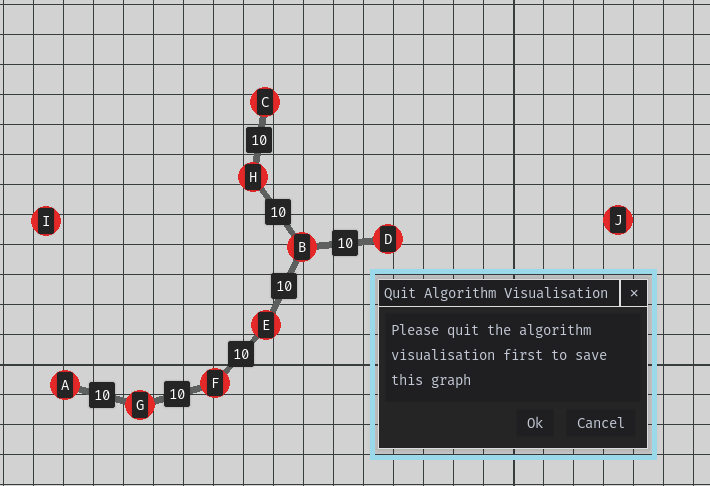 C
10
H
10
I
J
B 10 D
10
Quit Algorithm Visualisation ×
Please quit the algorithm
visualisation first to save
this graph
Ok Cancel
E
10
A 10 G 10 F